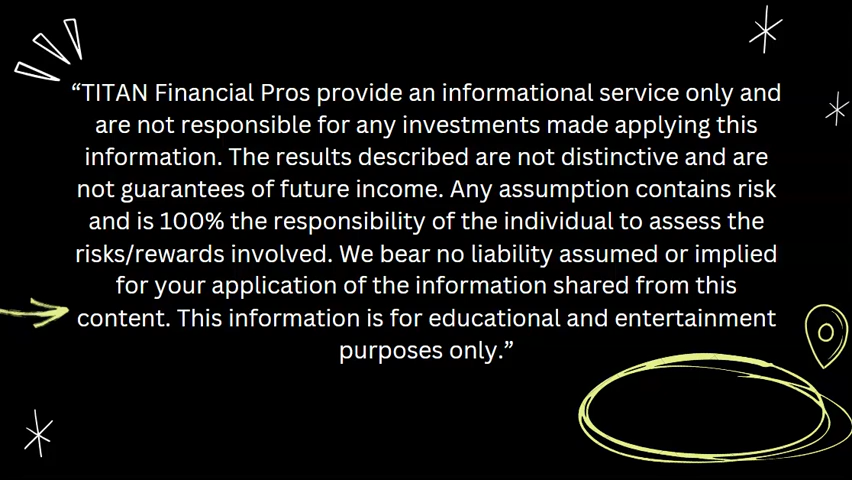 “TITAN Financial Pros provide an informational service only and
are not responsible for any investments made applying this
information. The results described are not distinctive and are
not guarantees of future income. Any assumption contains risk
and is 100% the responsibility of the individual to assess the
risks/rewards involved. We bear no liability assumed or implied
for your application of the information shared from this
content. This information is for educational and entertainment
purposes only.”